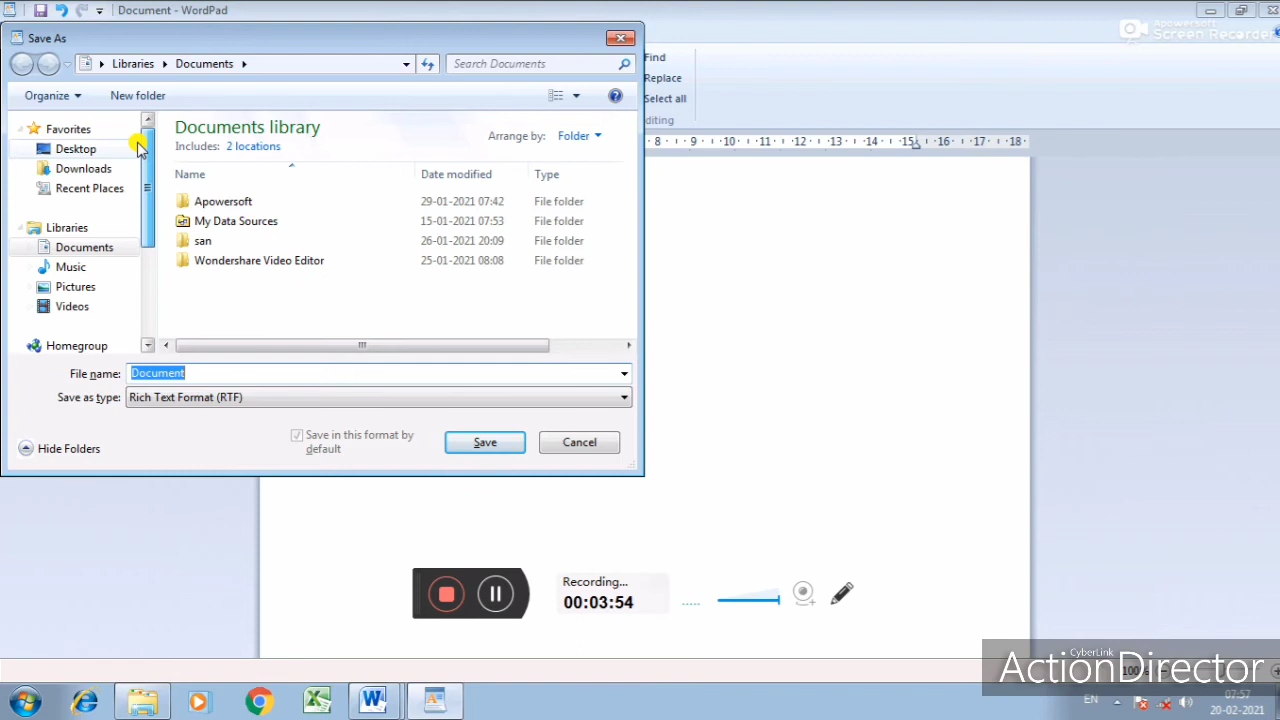 Document - WordPad
Save As
Apowersoft
Screen Recorder
Libraries Documents
Search Documents
Find
Replace
Select all
diting
Organize
New folder
Favorites
Desktop
Downloads
Recent Places
Libraries
Documents
Music
Pictures
Videos
Homegroup
Documents library
Includes: 2 locations
Arrange by: Folder
Name Date modified Type
Apowersoft 29-01-2021 07:42 File folder
My Data Sources 15-01-2021 07:53 File folder
san 26-01-2021 20:09 File folder
Wondershare Video Editor 25-01-2021 08:08 File folder
8 9 10 11 12 13 14 15 16 17 18
File name: Document
Save as type: Rich Text Format (RTF)
Save in this format by
default
Save
Cancel
Hide Folders
Recording...
00:03:54
CyberLink
ActionDirector
100%
EN
07:57
20-02-2021